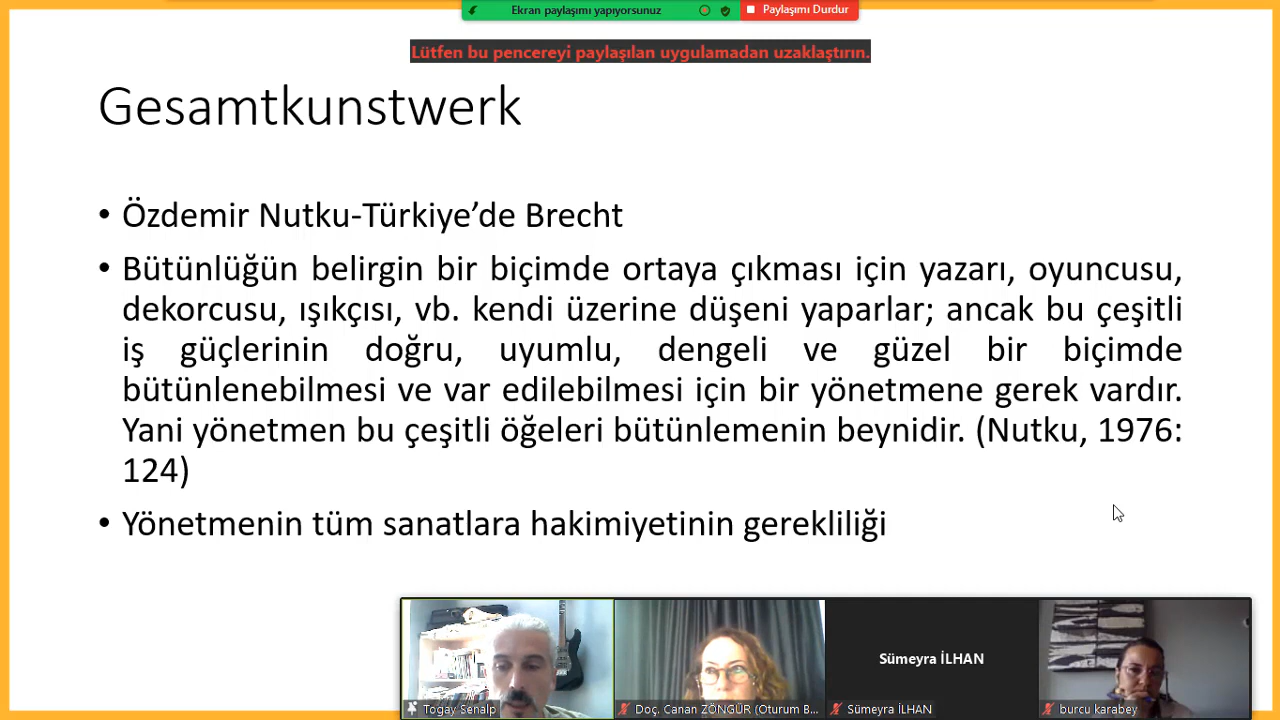 Ekran paylaşımı yapıyorsunuz
Paylaşımı Durdur
Lütfen bu pencereyi paylaşılan uygulamadan uzaklaştırın.
Gesamtkunstwerk
• Özdemir Nutku-Türkiye’de Brecht
• Bütünlüğün belirgin bir biçimde ortaya çıkması için yazarı, oyuncusu,
dekorcusu, ışıkçısı, vb. kendi üzerine düşeni yaparlar; ancak bu çeşitli
iş güçlerinin doğru, uyumlu, dengeli ve güzel bir biçimde
bütünlenebilmesi ve var edilebilmesi için bir yönetmene gerek vardır.
Yani yönetmen bu çeşitli öğeleri bütünlemenin beynidir. (Nutku, 1976:
124)
• Yönetmenin tüm sanatlara hakimiyetinin gerekliliği
Sümeyra İLHAN
Togay Senalp
Doç. Canan ZÖNGÜR (Oturum B...
Sümeyra İLHAN
burcu karabey